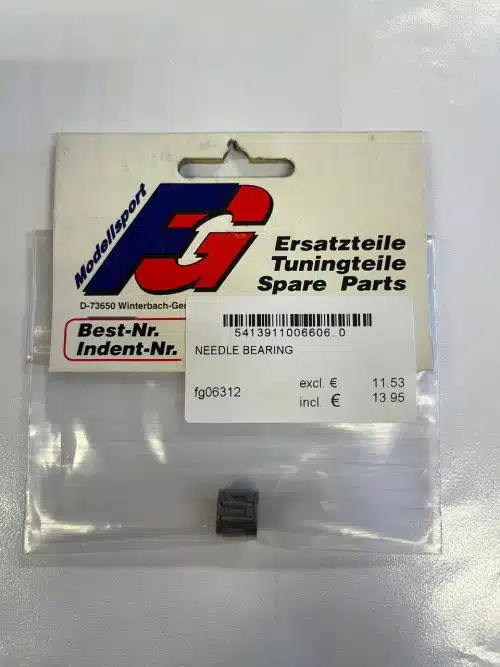 Modellsport
FG
Ersatzteile
Tuningteile
Spare Parts
D-73650 Winterbach-Ger
Best-Nr.
Indent-Nr.
5413911006606. 0
NEEDLE BEARING
fg06312
excl. € 11.53
incl. € 13.95